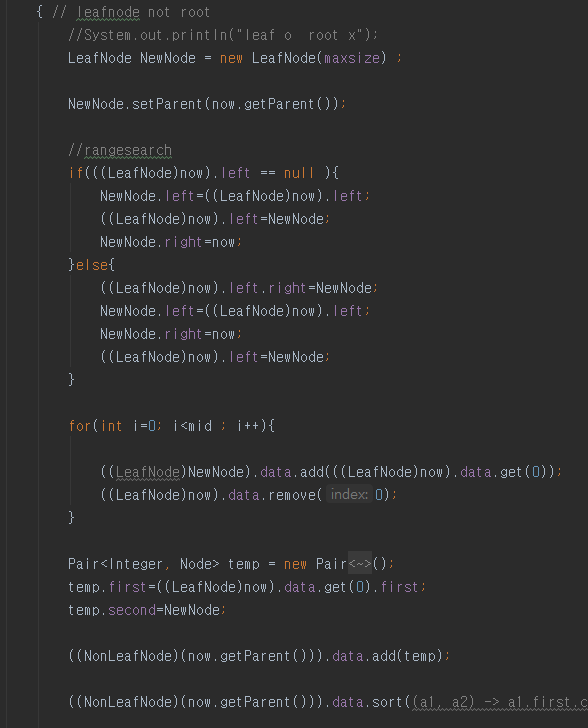 { // leafnode not root
//System.out.println("leaf o  root x");
LeafNode NewNode = new LeafNode(maxsize) ;
NewNode.setParent(now.getParent());
//rangesearch
if(((LeafNode)now).left == null ){
NewNode.left=((LeafNode)now).left;
((LeafNode)now).left=NewNode;
NewNode.right=now;
}else{
((LeafNode)now).left.right=NewNode;
NewNode.left=((LeafNode)now).left;
NewNode.right=now;
((LeafNode)now).left=NewNode;
}
for(int i=0; i<mid ; i++){
((LeafNode)NewNode).data.add(((LeafNode)now).data.get(0));
((LeafNode)now).data.remove( index: 0);
}
Pair<Integer, Node> temp = new Pair<~>();
temp.first=((LeafNode)now).data.get(0).first;
temp.second=NewNode;
((NonLeafNode)(now.getParent())).data.add(temp);
((NonLeafNode)(now.getParent())).data.sort((a1, a2) -> a1.first.c